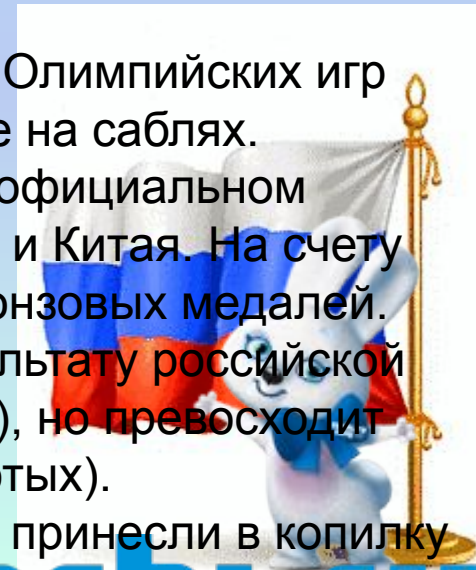 Олимпийских игр
е на саблях.
официальном
и Китая. На счету
онзовых медалей.
льтату российской
), но превосходит
отых).
принесли в копилку